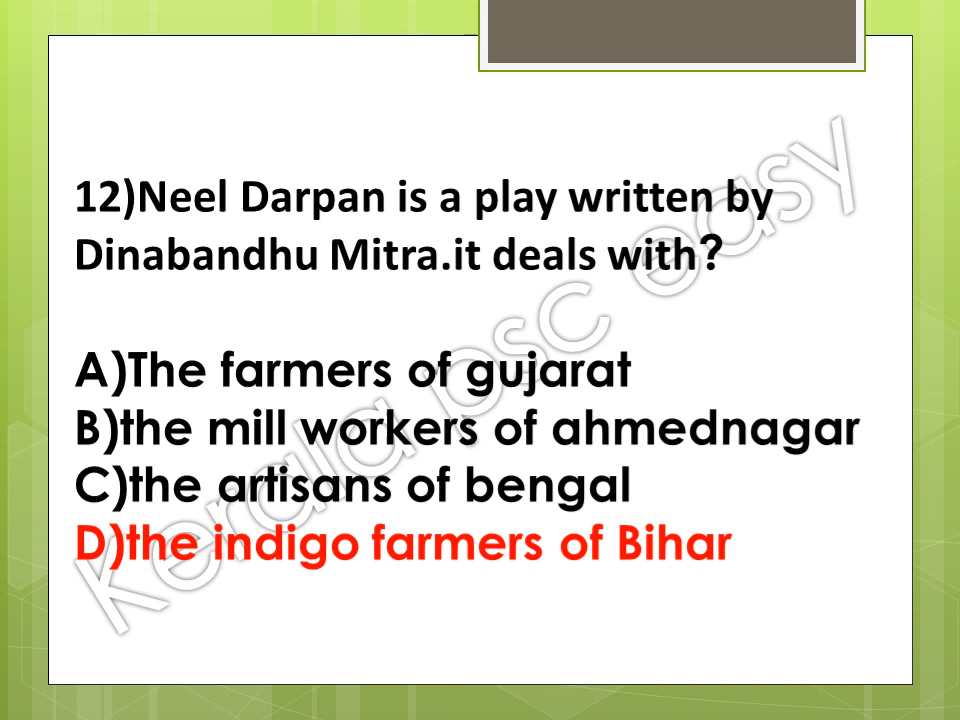 12)Neel Darpan is a play written by
Dinabandhu Mitra.it deals with?
A)The farmers of gujarat
B)the mill workers of ahmednagar
C)the artisans of bengal
D)the indigo farmers of Bihar
Kerala psc easy